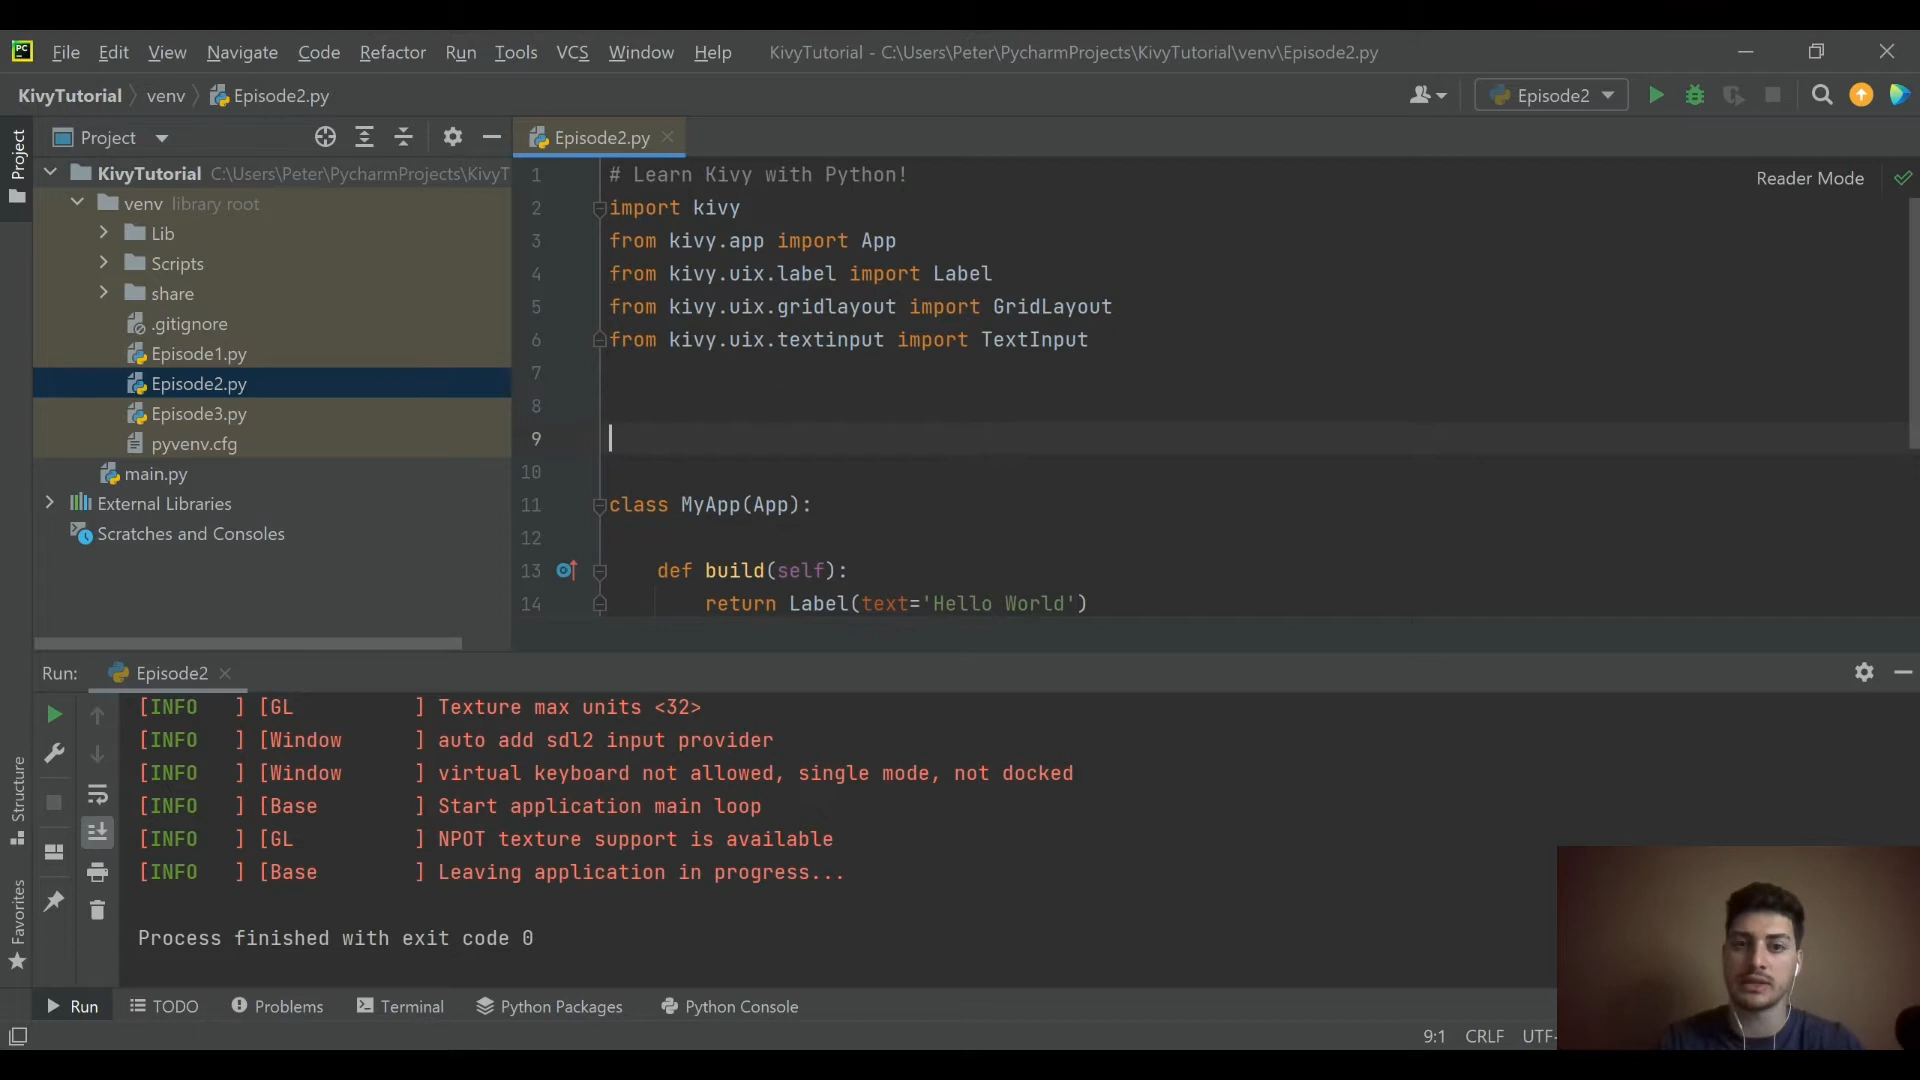 PC File Edit View Navigate Code Refactor Run Tools VCS Window Help KivyTutorial - C:\Users\Peter\PycharmProjects\KivyTutorial\venv\Episode2.py
KivyTutorial venv Episode2.py Episode2
Project
Project
Episode2.py
KivyTutorial C:\Users\Peter\PycharmProjects\KivyT
venv library root
Lib
Scripts
share
.gitignore
Episode1.py
Episode2.py
Episode3.py
pyvenv.cfg
main.py
External Libraries
Scratches and Consoles
Reader Mode
1 # Learn Kivy with Python!
2 import kivy
3 from kivy.app import App
4 from kivy.uix.label import Label
5 from kivy.uix.gridlayout import GridLayout
6 from kivy.uix.textinput import TextInput
7
8
9
10
11 class MyApp(App):
12
13 def build(self):
14 return Label(text='Hello World')
Run: Episode2
[INFO ] [GL ] Texture max units <32>
[INFO ] [Window ] auto add sdl2 input provider
[INFO ] [Window ] virtual keyboard not allowed, single mode, not docked
[INFO ] [Base ] Start application main loop
[INFO ] [GL ] NPOT texture support is available
[INFO ] [Base ] Leaving application in progress...
Process finished with exit code 0
Structure
Favorites
Run TODO Problems Terminal Python Packages Python Console
9:1 CRLF UTF-